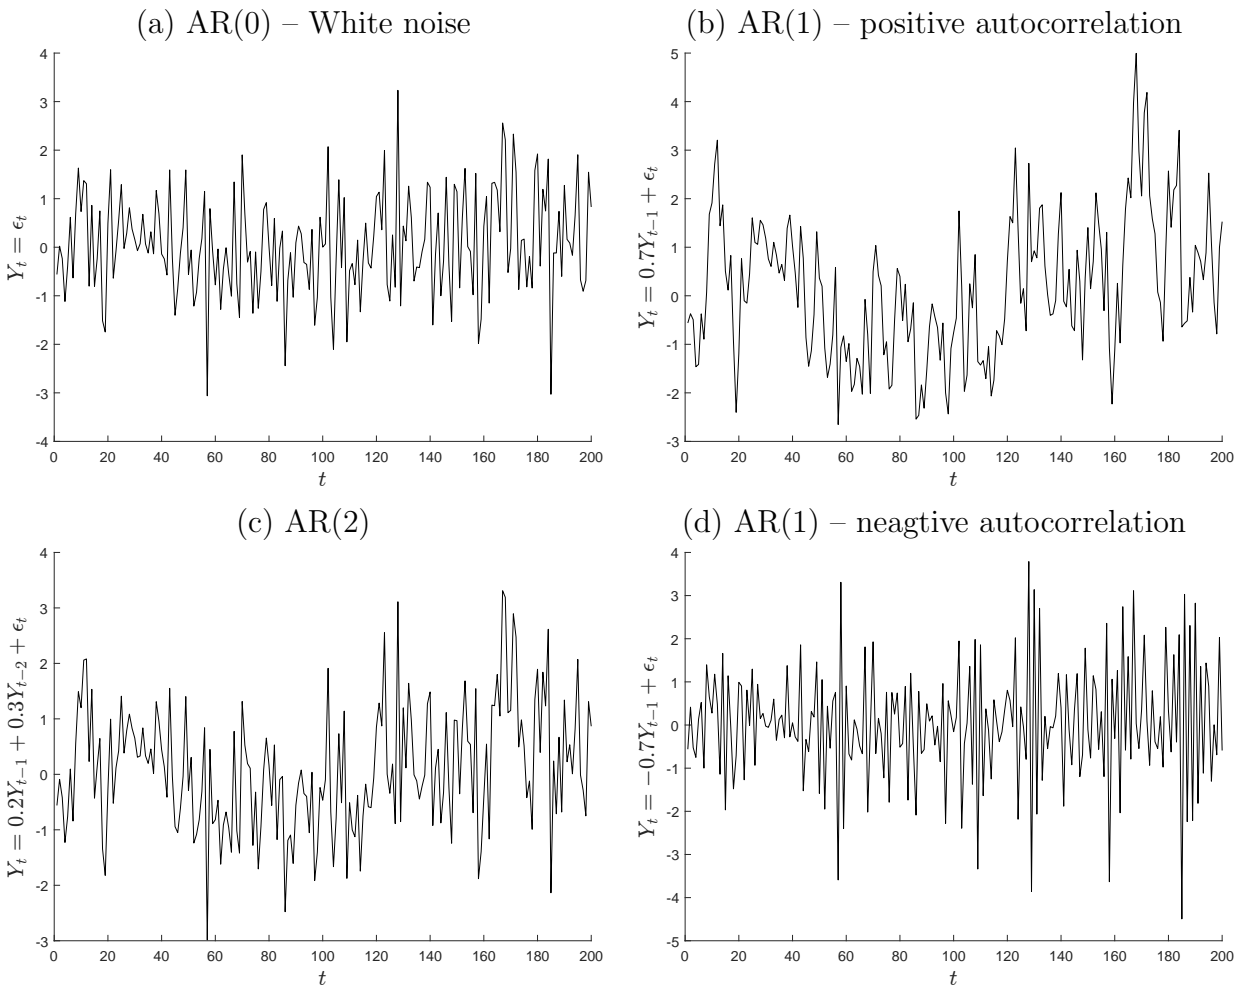 (a) AR(0) – White noise
4
3
2
1
0
-1
-2
-3
-4
Y_t = ϵ_t
0 20 40 60 80 100 120 140 160 180 200
t
(b) AR(1) – positive autocorrelation
5
4
3
2
1
0
-1
-2
-3
Y_t = 0.7Y_{t−1} + ϵ_t
0 20 40 60 80 100 120 140 160 180 200
t
(c) AR(2)
4
3
2
1
0
-1
-2
-3
Y_t = 0.2Y_{t−1} + 0.3Y_{t−2} + ϵ_t
0 20 40 60 80 100 120 140 160 180 200
t
(d) AR(1) – neagtive autocorrelation
4
3
2
1
0
-1
-2
-3
-4
-5
Y_t = −0.7Y_{t−1} + ϵ_t
0 20 40 60 80 100 120 140 160 180 200
t